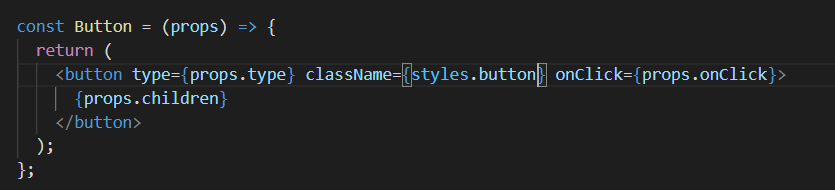 const Button = (props) => {
return (
<button type={props.type} className={styles.button} onClick={props.onClick}>
{props.children}
</button>
);
};